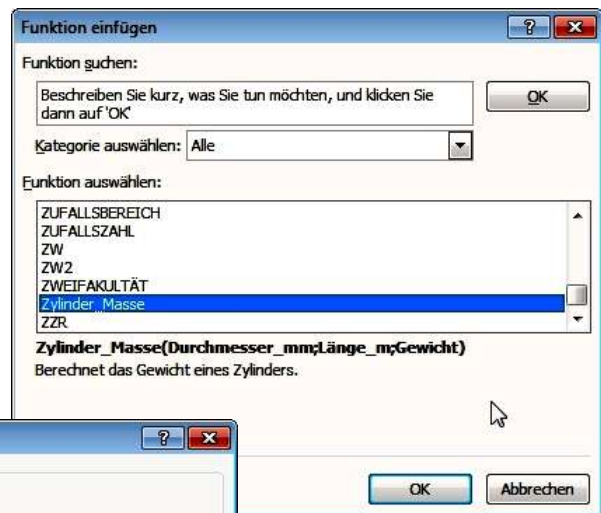 Funktion einfügen
Funktion suchen:
Beschreiben Sie kurz, was Sie tun möchten, und klicken Sie
dann auf 'OK'
OK
Kategorie auswählen: Alle
Funktion auswählen:
ZUFALLSBEREICH
ZUFALLSZAHL
ZW
ZW2
ZWEIFAKULTÄT
Zylinder_Masse
ZZR
Zylinder_Masse(Durchmesser_mm;Länge_m;Gewicht)
Berechnet das Gewicht eines Zylinders.
OK Abbrechen